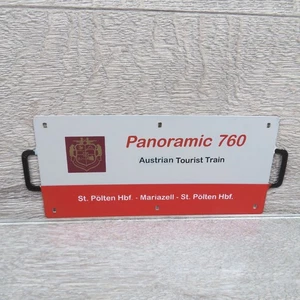 Panoramic 760
Austrian Tourist Train
St. Pölten Hbf. - Mariazell - St. Pölten Hbf.